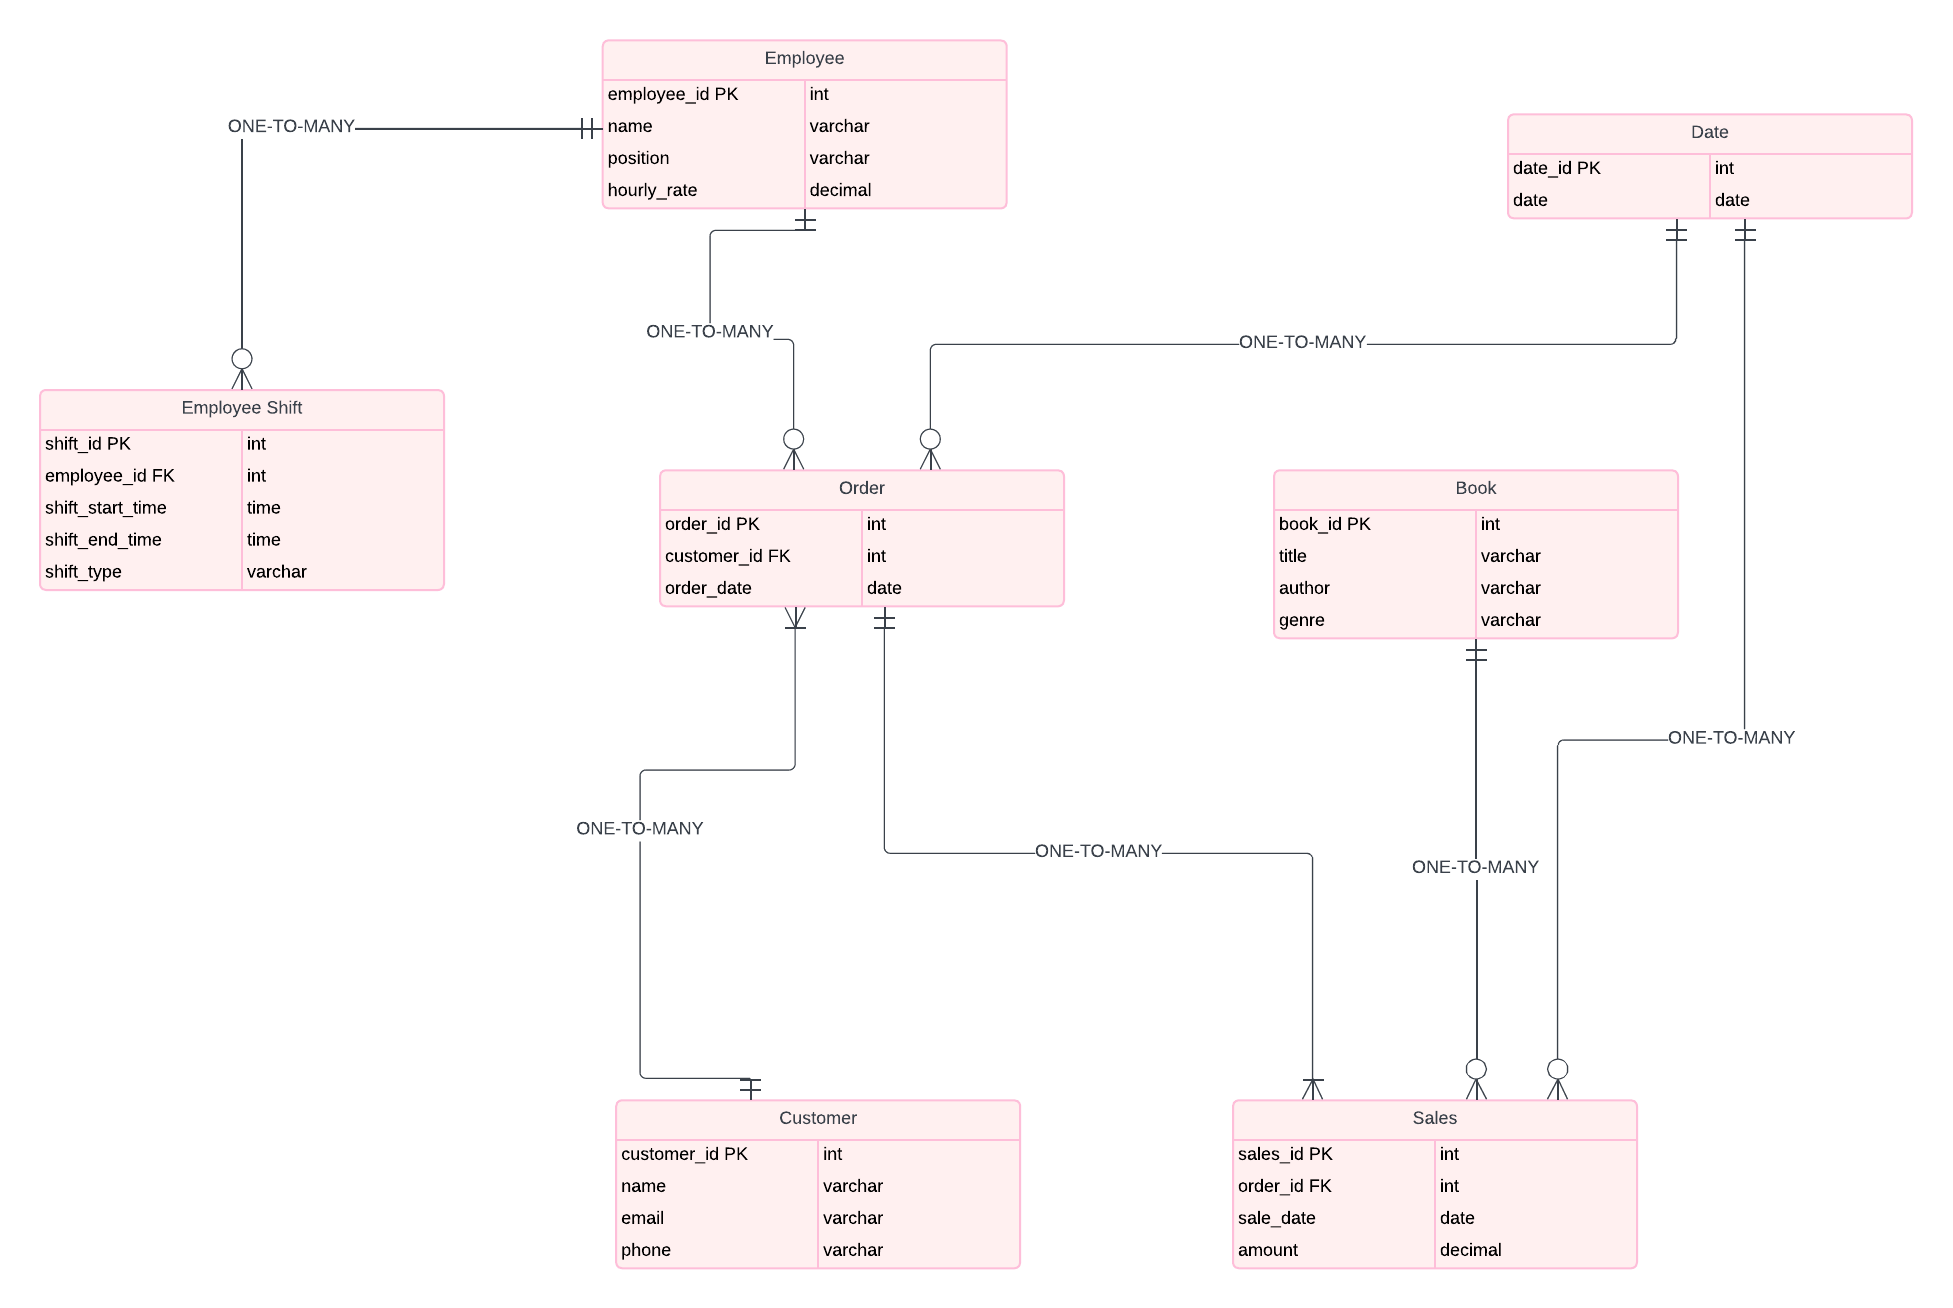 Employee
employee_id PK int
name varchar
position varchar
hourly_rate decimal
Date
date_id PK int
date date
ONE-TO-MANY
ONE-TO-MANY
ONE-TO-MANY
Employee Shift
shift_id PK int
employee_id FK int
shift_start_time time
shift_end_time time
shift_type varchar
Order
order_id PK int
customer_id FK int
order_date date
Book
book_id PK int
title varchar
author varchar
genre varchar
ONE-TO-MANY
ONE-TO-MANY
ONE-TO-MANY
ONE-TO-MANY
Customer
customer_id PK int
name varchar
email varchar
phone varchar
Sales
sales_id PK int
order_id FK int
sale_date date
amount decimal